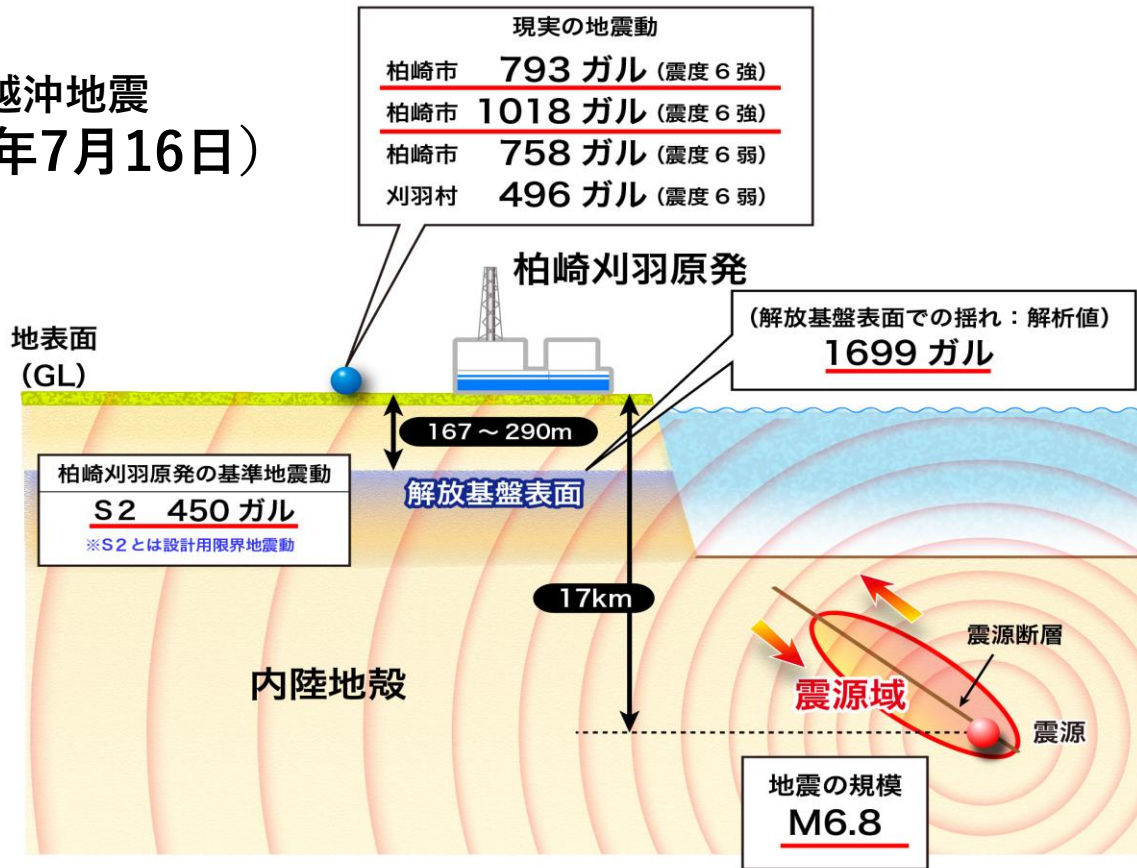 越沖地震
年7月16日）
現実の地震動
柏崎市 793 ガル (震度 6 強)
柏崎市 1018 ガル (震度 6 強)
柏崎市 758 ガル (震度 6 弱)
刈羽村 496 ガル (震度 6 弱)
柏崎刈羽原発
(解放基盤表面での揺れ：解析値)
1699 ガル
地表面
(GL)
167 ～ 290m
柏崎刈羽原発の基準地震動
S2 450 ガル
※S2とは設計用限界地震動
解放基盤表面
17km
内陸地殻
震源断層
震源域
震源
地震の規模
M6.8